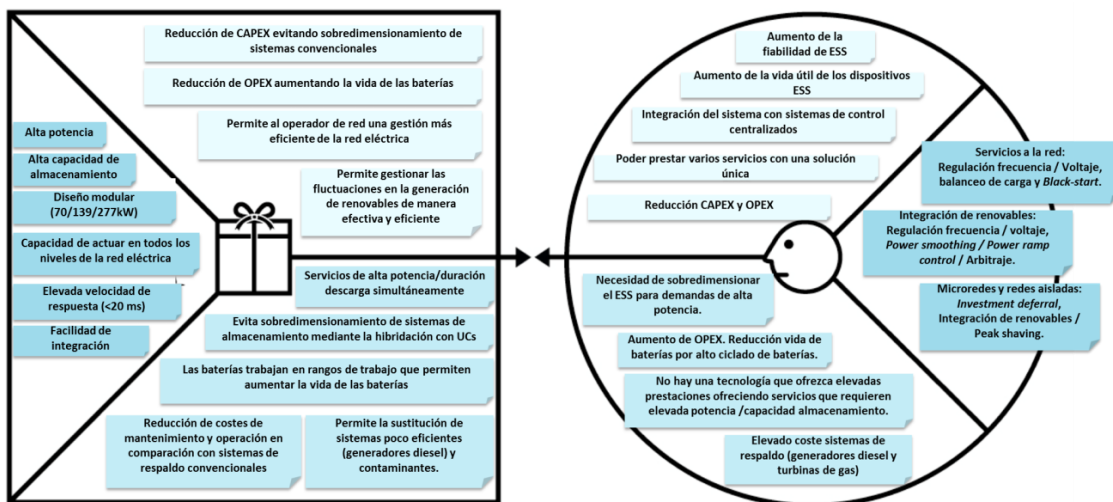 Reducción de CAPEX evitando sobredimensionamiento de
sistemas convencionales
Reducción de OPEX aumentando la vida de las baterías
Permite al operador de red una gestión más
eficiente de la red eléctrica
Permite gestionar las
fluctuaciones en la generación
de renovables de manera
efectiva y eficiente
Alta potencia
Alta capacidad de
almacenamiento
Diseño modular
(70/139/277kW)
Capacidad de actuar en todos los
niveles de la red eléctrica
Elevada velocidad de
respuesta (<20 ms)
Facilidad de
integración
Servicios de alta potencia/duración
descarga simultáneamente
Evita sobredimensionamiento de sistemas de
almacenamiento mediante la hibridación con UCs
Las baterías trabajan en rangos de trabajo que permiten
aumentar la vida de las baterías
Reducción de costes de
mantenimiento y operación en
comparación con sistemas de
respaldo convencionales
Permite la sustitución de
sistemas poco eficientes
(generadores diesel) y
contaminantes.
Aumento de la
fiabilidad de ESS
Aumento de la vida útil de los dispositivos
ESS
Integración del sistema con sistemas de control
centralizados
Poder prestar varios servicios con una solución
única
Reducción CAPEX y OPEX
Servicios a la red:
Regulación frecuencia / Voltaje,
balanceo de carga y Black-start.
Integración de renovables:
Regulación frecuencia / voltaje,
Power smoothing / Power ramp
control / Arbitraje.
Microredes y redes aisladas:
Investment deferral,
Integración de renovables /
Peak shaving.
Necesidad de sobredimensionar
el ESS para demandas de alta
potencia.
Aumento de OPEX. Reducción vida de
baterías por alto ciclado de baterías.
No hay una tecnología que ofrezca elevadas
prestaciones ofreciendo servicios que requieren
elevada potencia /capacidad almacenamiento.
Elevado coste sistemas de
respaldo (generadores diesel y
turbinas de gas)